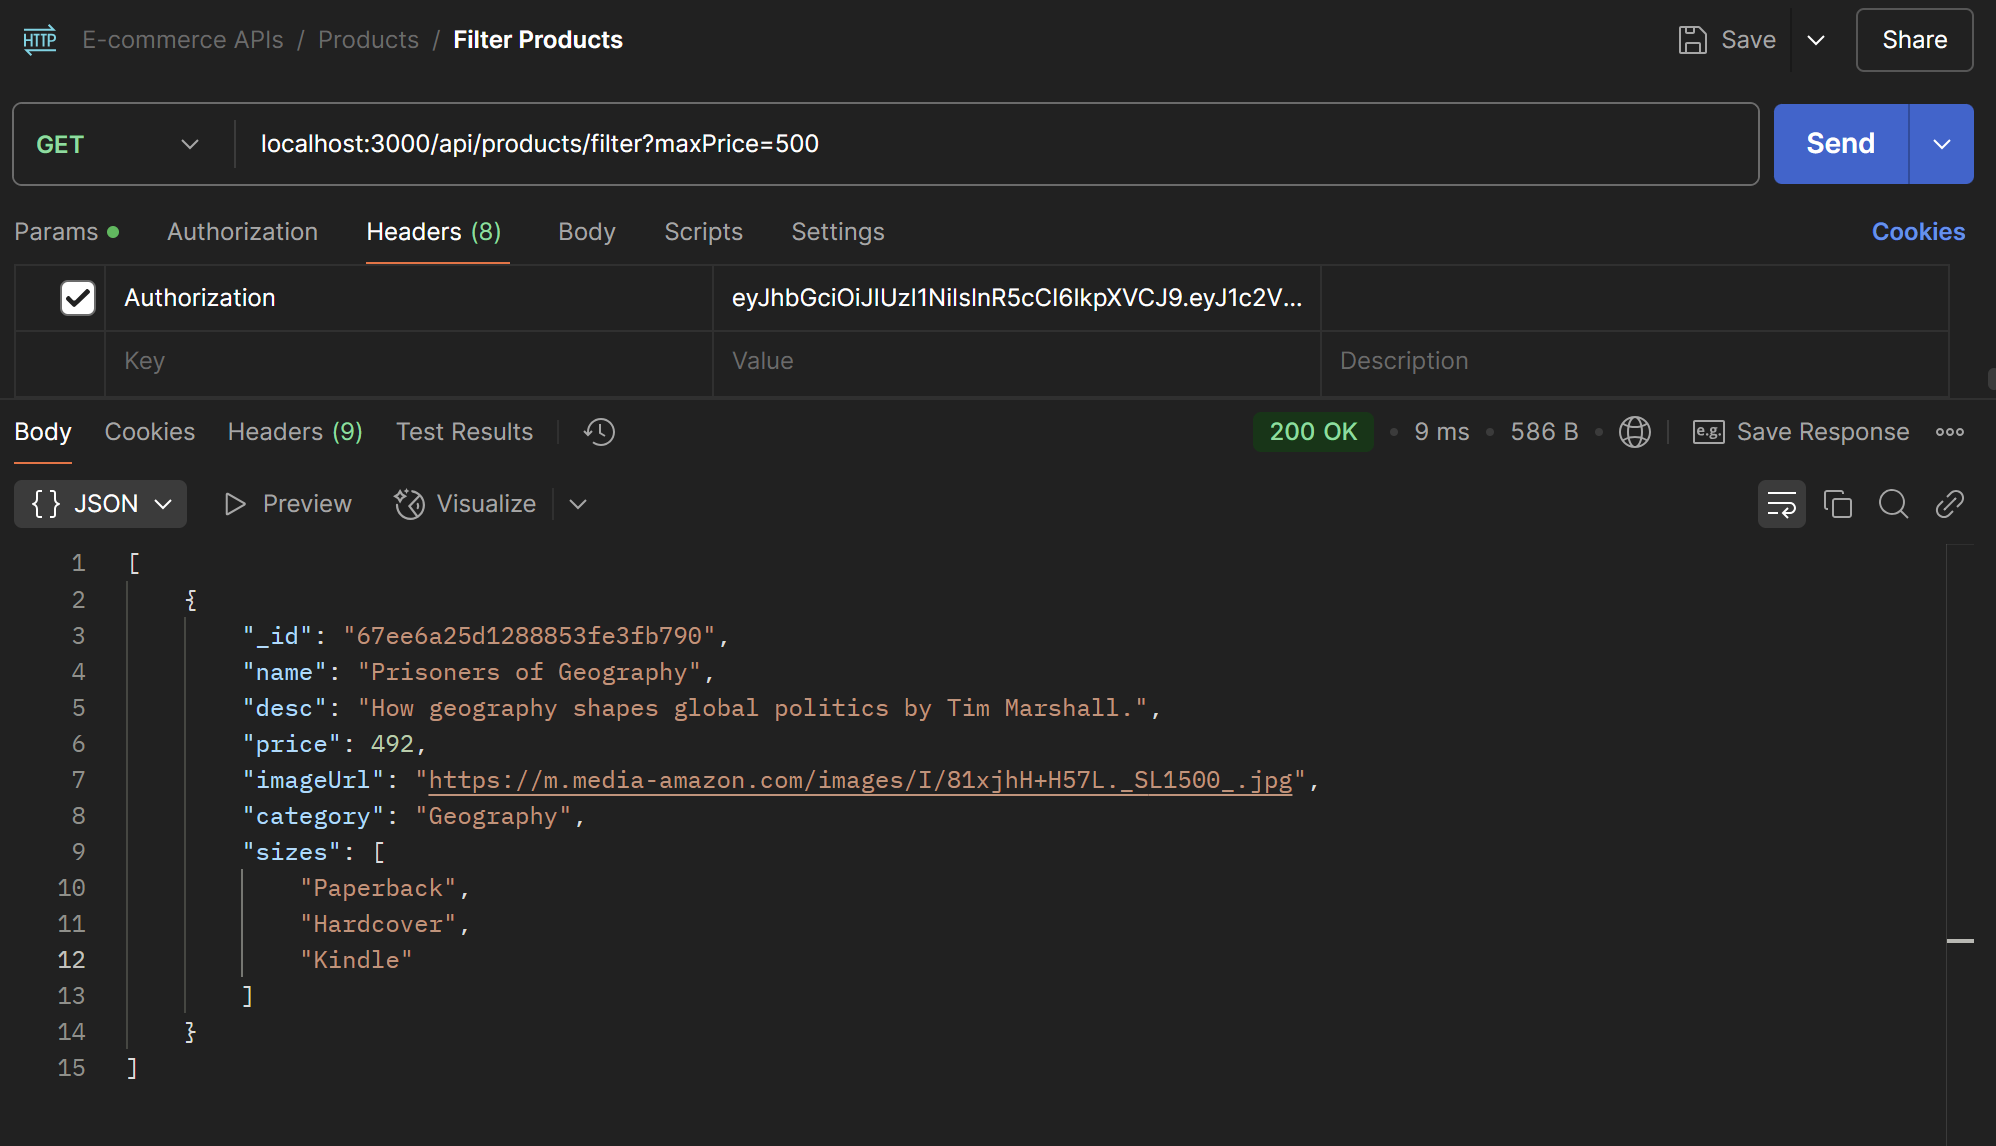 HTTP E-commerce APIs / Products / Filter Products Save Share
GET localhost:3000/api/products/filter?maxPrice=500 Send
Params Authorization Headers (8) Body Scripts Settings Cookies
Authorization eyJhbGciOiJIUzI1NiIsInR5cCI6IkpXVCJ9.eyJ1c2V...
Key Value Description
Body Cookies Headers (9) Test Results 200 OK • 9 ms • 586 B • e.g. Save Response
{} JSON Preview Visualize
1 [
2 {
3 "_id": "67ee6a25d1288853fe3fb790",
4 "name": "Prisoners of Geography",
5 "desc": "How geography shapes global politics by Tim Marshall.",
6 "price": 492,
7 "imageUrl": "https://m.media-amazon.com/images/I/81xjhH+H57L._SL1500_.jpg",
8 "category": "Geography",
9 "sizes": [
10 "Paperback",
11 "Hardcover",
12 "Kindle"
13 ]
14 }
15 ]